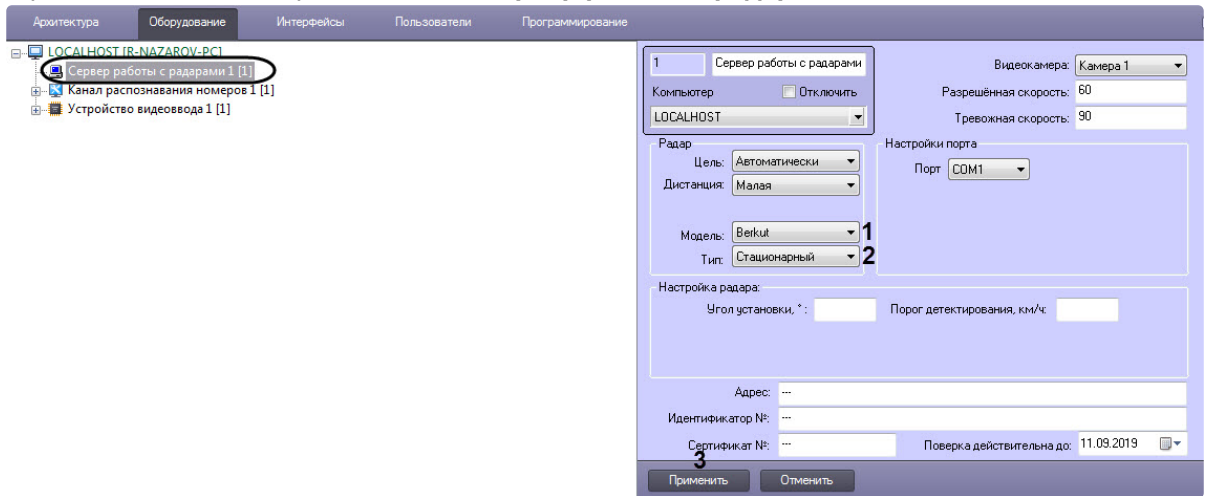 Архитектура Оборудование Интерфейсы Пользователи Программирование
LOCALHOST [R-NAZAROV-PC]
Сервер работы с радарами 1 [1]
Канал распознавания номеров 1 [1]
Устройство видеоввода 1 [1]
1 Сервер работы с радарами
Компьютер Отключить
LOCALHOST
Видеокамера: Камера 1
Разрешённая скорость: 60
Тревожная скорость: 90
Радар
Цель: Автоматически
Дистанция: Малая
Модель: Berkut 1
Тип: Стационарный 2
Настройки порта
Порт COM1
Настройка радара:
Угол установки, ° : Порог детектирования, км/ч:
Адрес: ---
Идентификатор №: ---
Сертификат №: --- Поверка действительна до: 11.09.2019
3
Применить Отменить